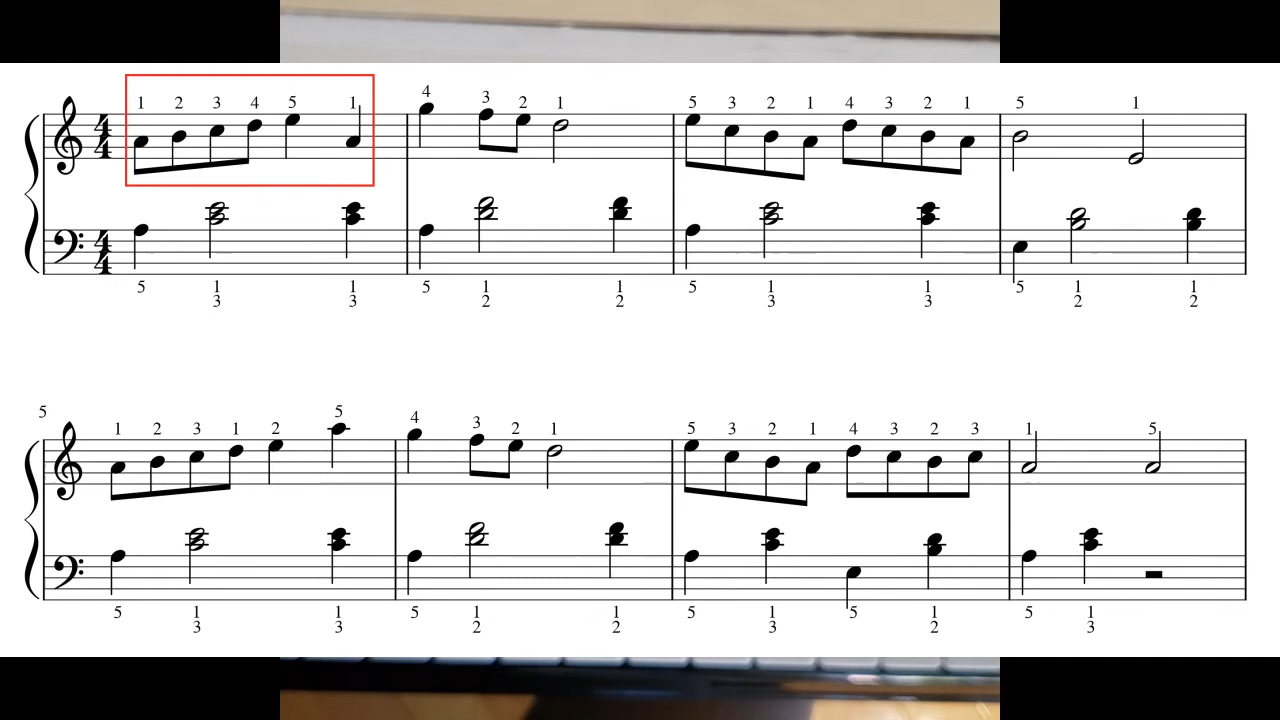 1 2 3 4 5 1 4 3 2 1 5 3 2 1 4 3 2 1 5 1
4 4
4 4
5 1 1 5 1 1 5 1 1 5 1 1
3 3 2 2 3 3 2 2
5
1 2 3 1 2 5 4 3 2 1 5 3 2 1 4 3 2 3 1 5
5 1 1 5 1 1 5 1 5 1 5 1
3 3 2 2 3 2 3